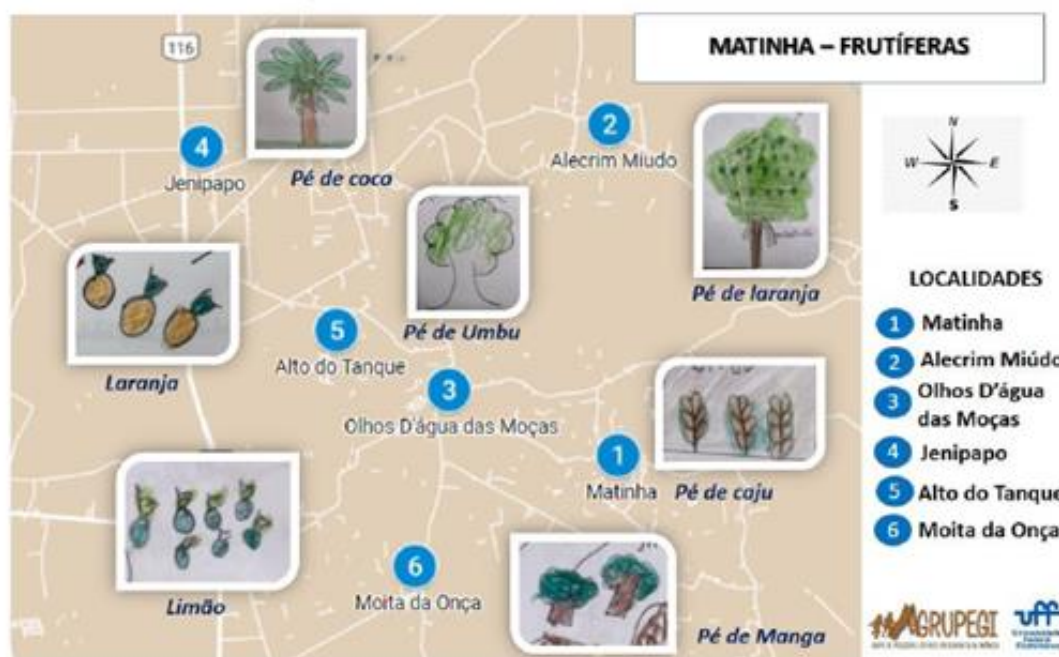 MATINHA – FRUTÍFERAS
116
2
Alecrim Miudo
4
Jenipapo
Pé de coco
Pé de laranja
Pé de Umbu
5
Alto do Tanque
Laranja
3
Olhos D'água das Moças
1
Matinha
Pé de caju
6
Moita da Onça
Limão
Pé de Manga
N
W E
S
LOCALIDADES
1 Matinha
2 Alecrim Miúdo
3 Olhos D'água
das Moças
4 Jenipapo
5 Alto do Tanque
6 Moita da Onça
GRUPEGI
uff